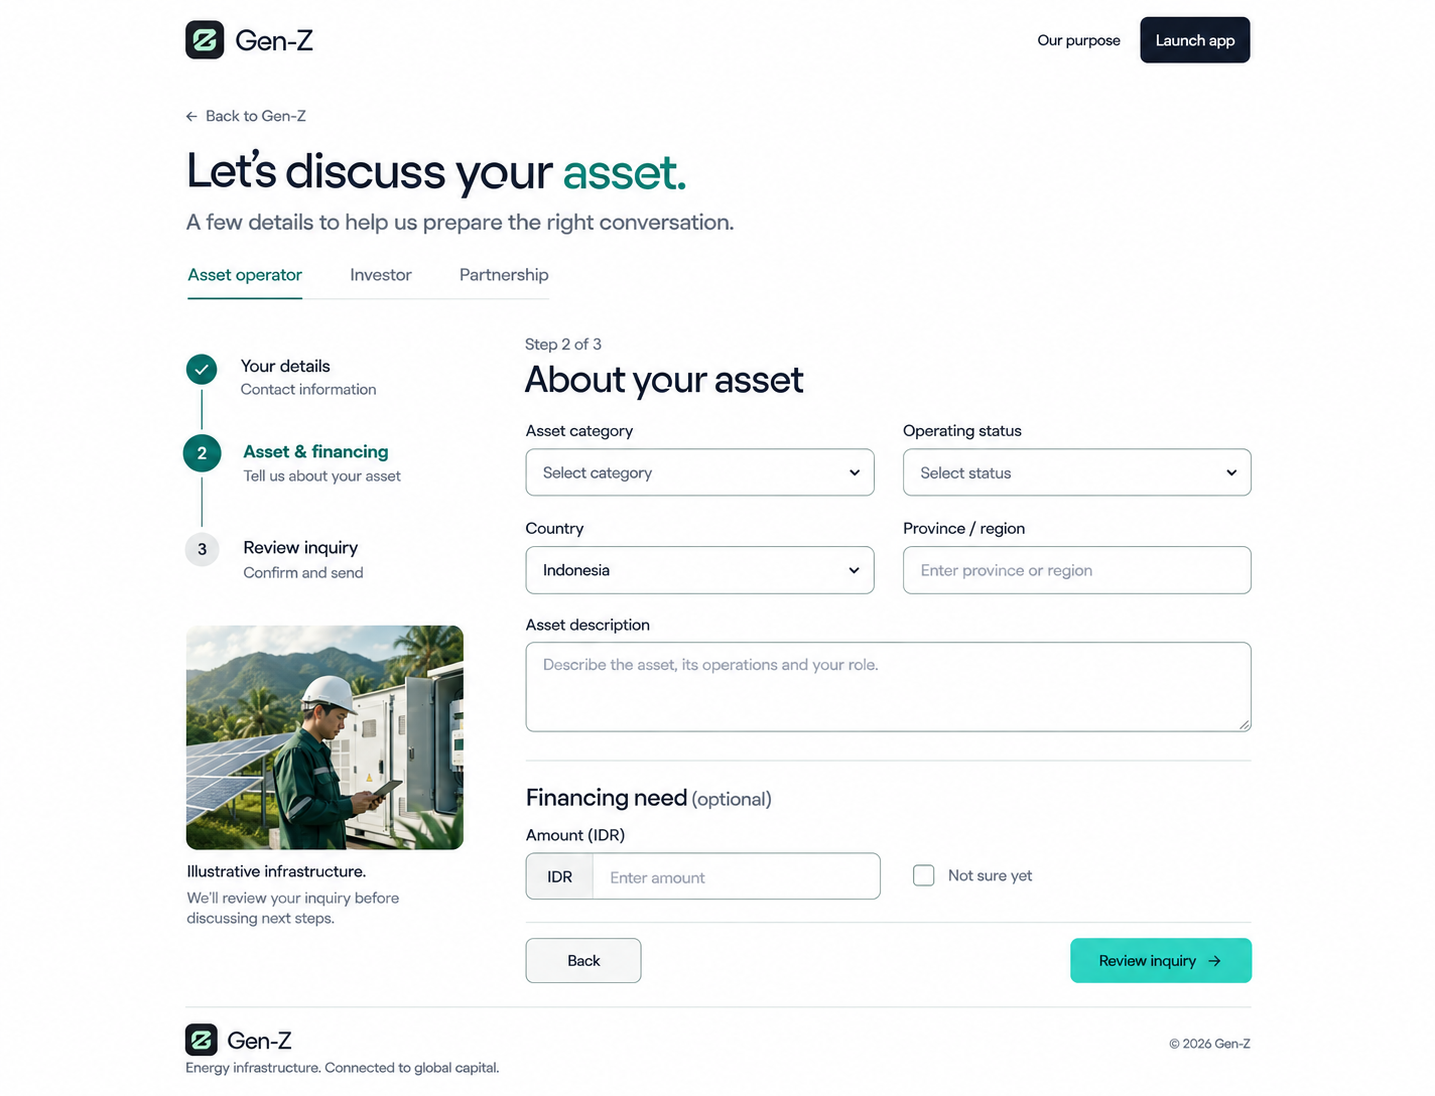 Gen-Z
Our purpose
Launch app
← Back to Gen-Z
Let's discuss your asset.
A few details to help us prepare the right conversation.
Asset operator
Investor
Partnership
Your details
Contact information
2
Asset & financing
Tell us about your asset
3
Review inquiry
Confirm and send
Illustrative infrastructure.
We'll review your inquiry before
discussing next steps.
Step 2 of 3
About your asset
Asset category
Select category
Operating status
Select status
Country
Indonesia
Province / region
Enter province or region
Asset description
Describe the asset, its operations and your role.
Financing need (optional)
Amount (IDR)
IDR
Enter amount
Not sure yet
Back
Review inquiry →
Gen-Z
Energy infrastructure. Connected to global capital.
© 2026 Gen-Z